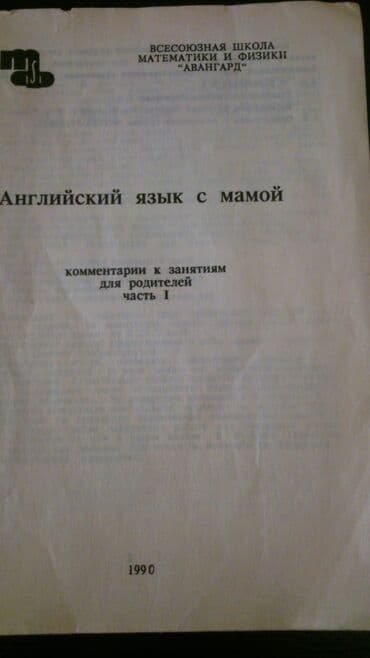 ВСЕСОЮЗНАЯ ШКОЛА
МАТЕМАТИКИ И ФИЗИКИ
"АВАНГАРД"
Английский язык с мамой
комментарии к занятиям
для родителей
часть I
1990